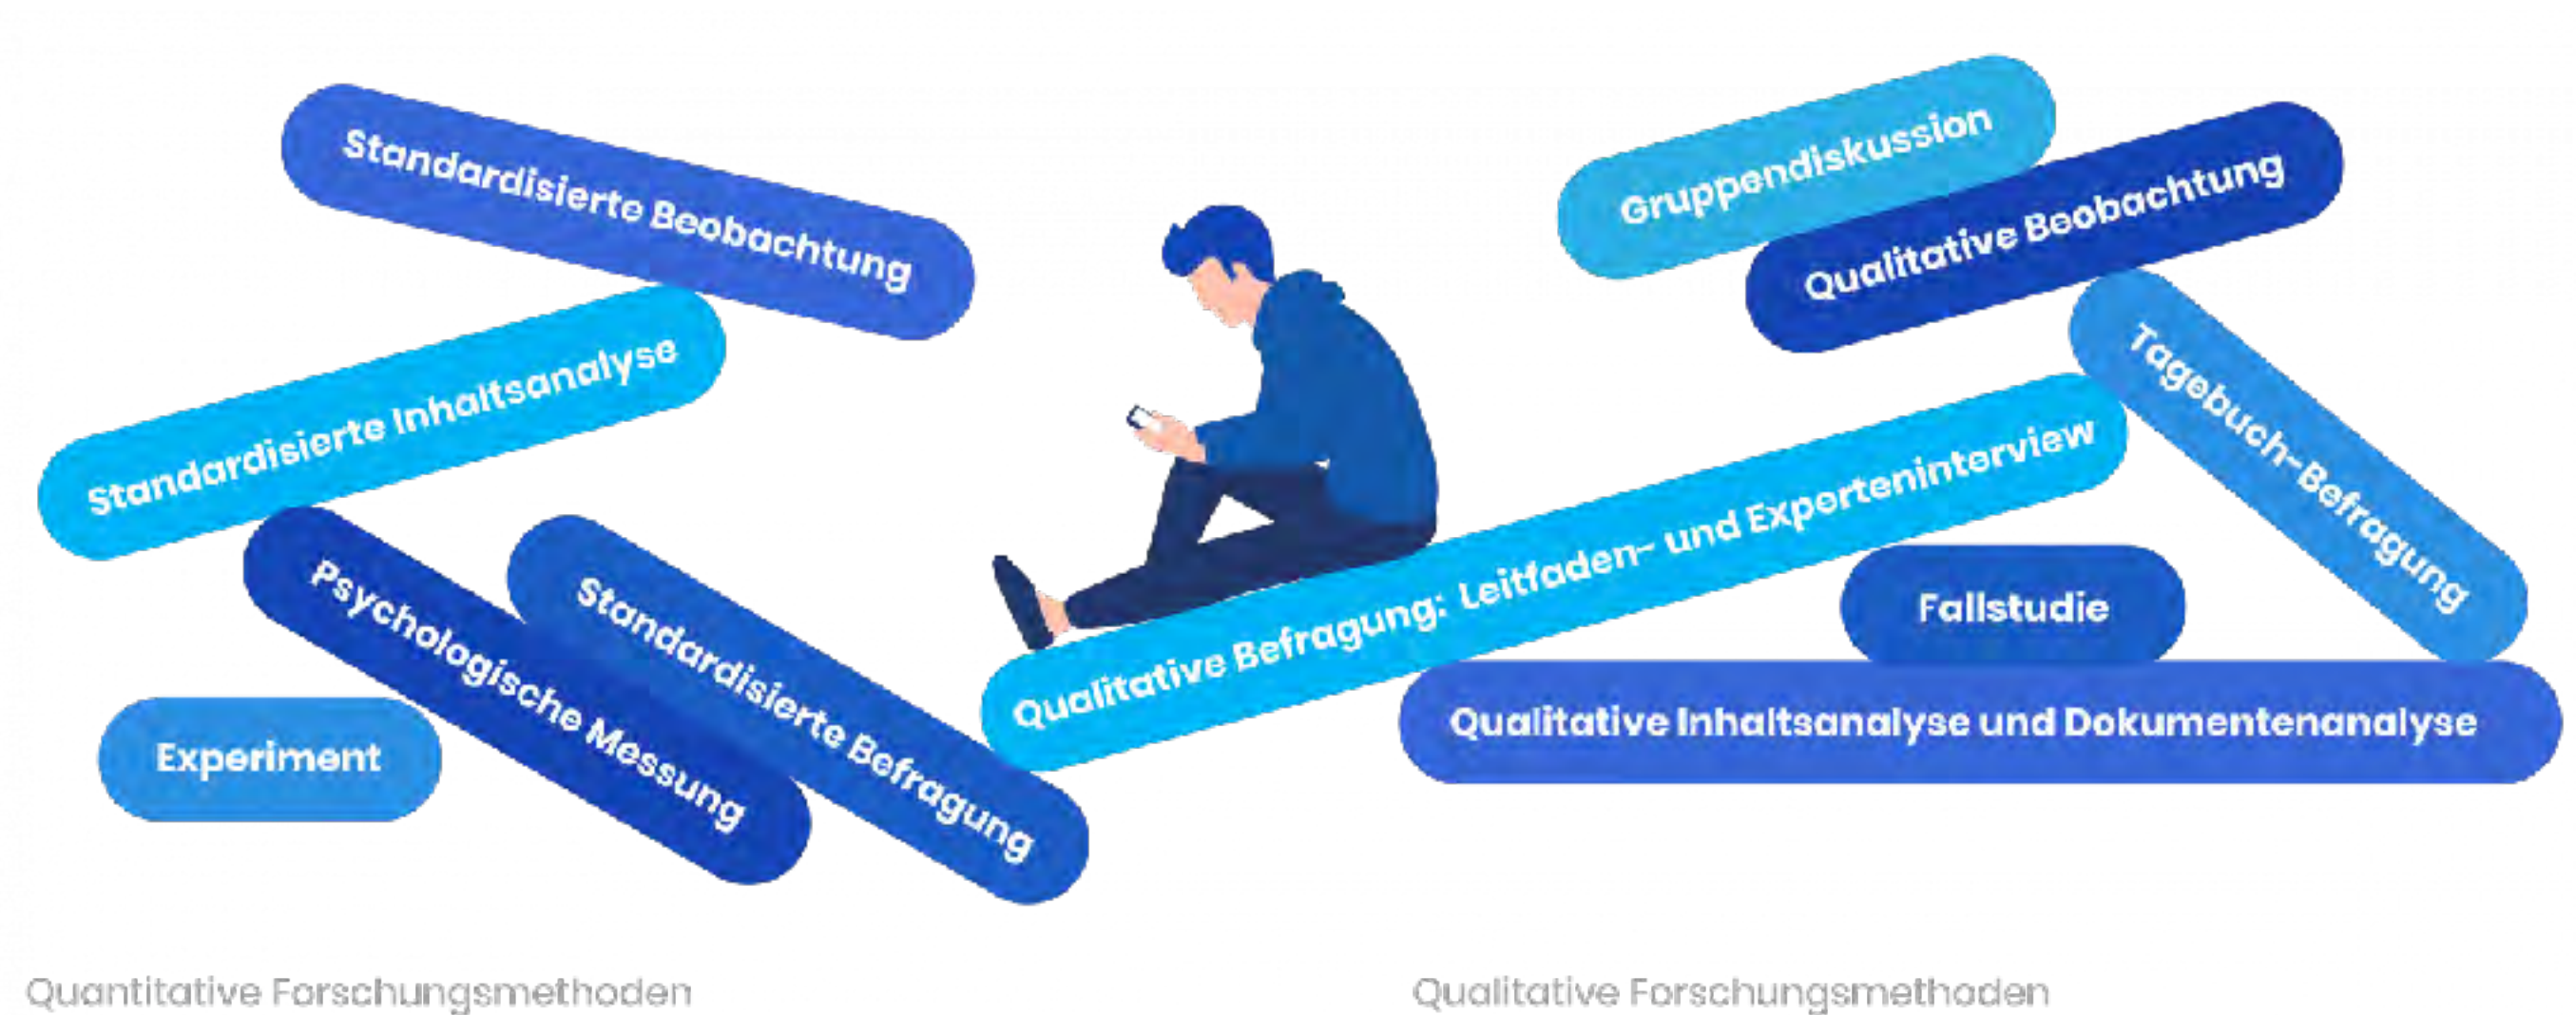 Standardisierte Beobachtung
Standardisierte Inhaltsanalyse
Psychologische Messung
Standardisierte Befragung
Experiment
Gruppendiskussion
Qualitative Beobachtung
Tagebuch-Befragung
Qualitative Befragung: Leitfaden- und Experteninterview
Fallstudie
Qualitative Inhaltsanalyse und Dokumentenanalyse
Quantitative Forschungsmethoden
Qualitative Forschungsmethoden